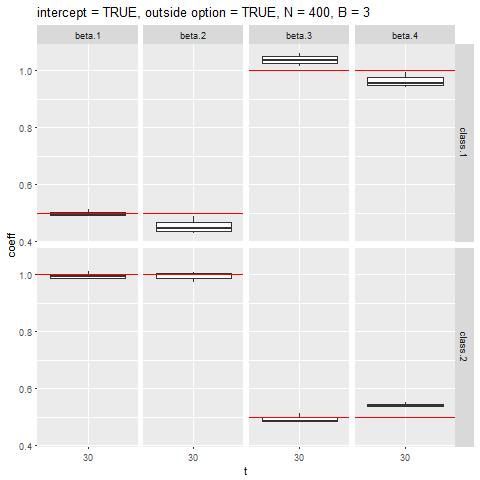 intercept = TRUE, outside option = TRUE, N = 400, B = 3
beta.1 beta.2 beta.3 beta.4
1.0
0.8
0.6
0.4
class.1
coeff
1.0
0.8
0.6
0.4
class.2
30 30 30 30
t